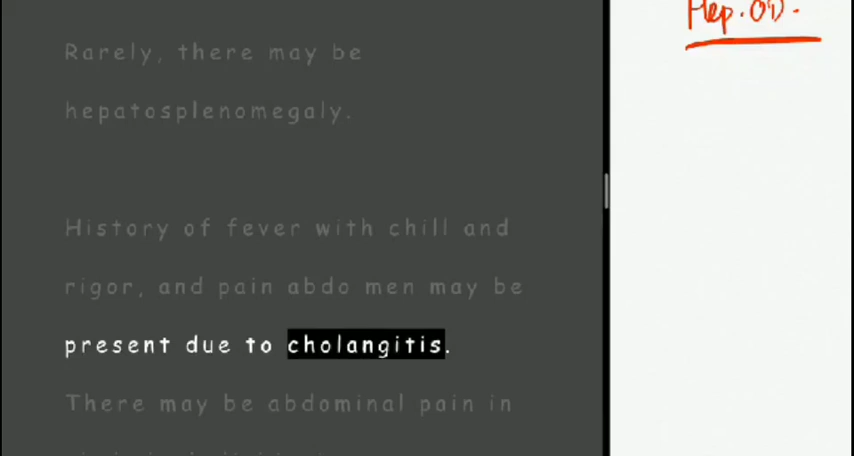 Rarely, there may be
hepatosplenomegaly.
History of fever with chill and
rigor, and pain abdo men may be
present due to cholangitis.
There may be abdominal pain in
Hep.